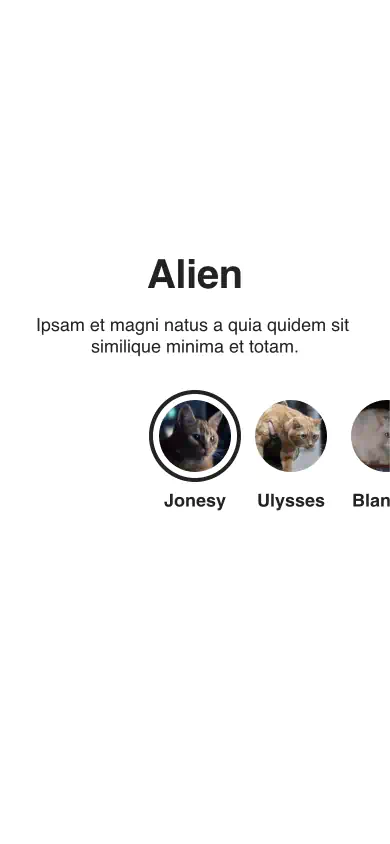 Alien
Ipsam et magni natus a quia quidem sit
similique minima et totam.
Jonesy
Ulysses
Blan